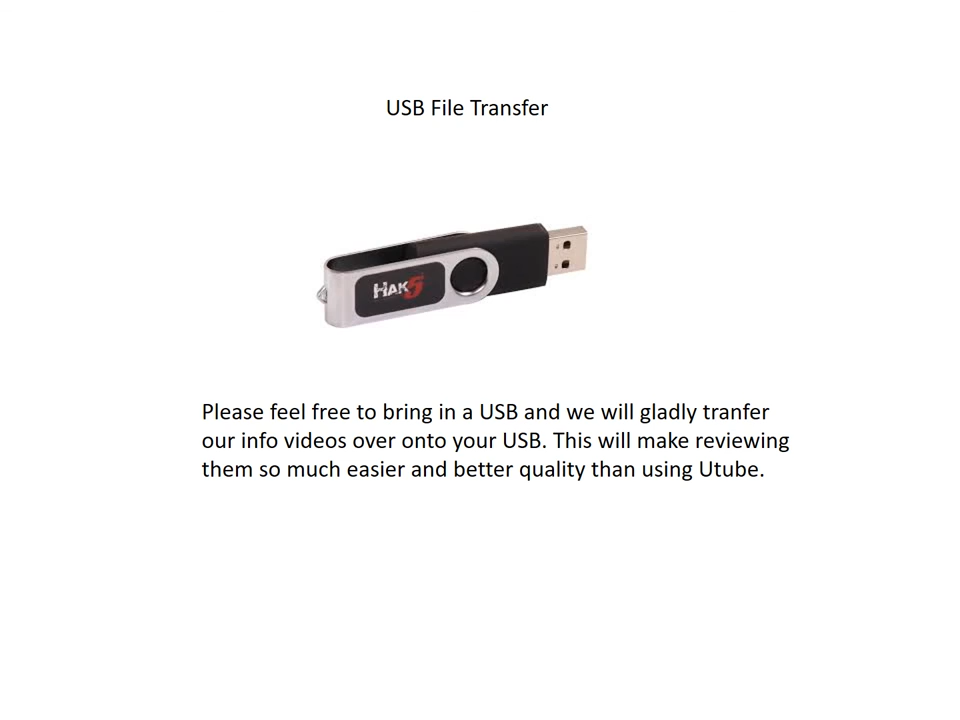 USB File Transfer
HAK5
Please feel free to bring in a USB and we will gladly tranfer
our info videos over onto your USB. This will make reviewing
them so much easier and better quality than using Utube.